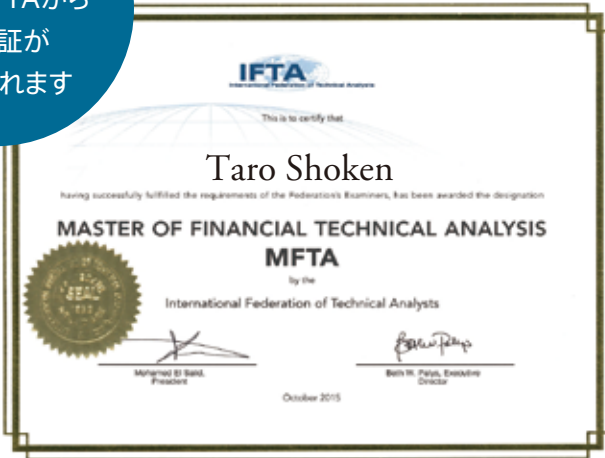 TAから
証が
れます
IFTA
International Federation of Technical Analysts
This is to certify that
Taro Shoken
having successfully fulfilled the requirements of the Federation's Examiners, has been awarded the designation
MASTER OF FINANCIAL TECHNICAL ANALYSIS
MFTA
by the
International Federation of Technical Analysts
SEAL
Mohamed El Saiid,
President
Beth W. Palys, Executive
Director
October 2015